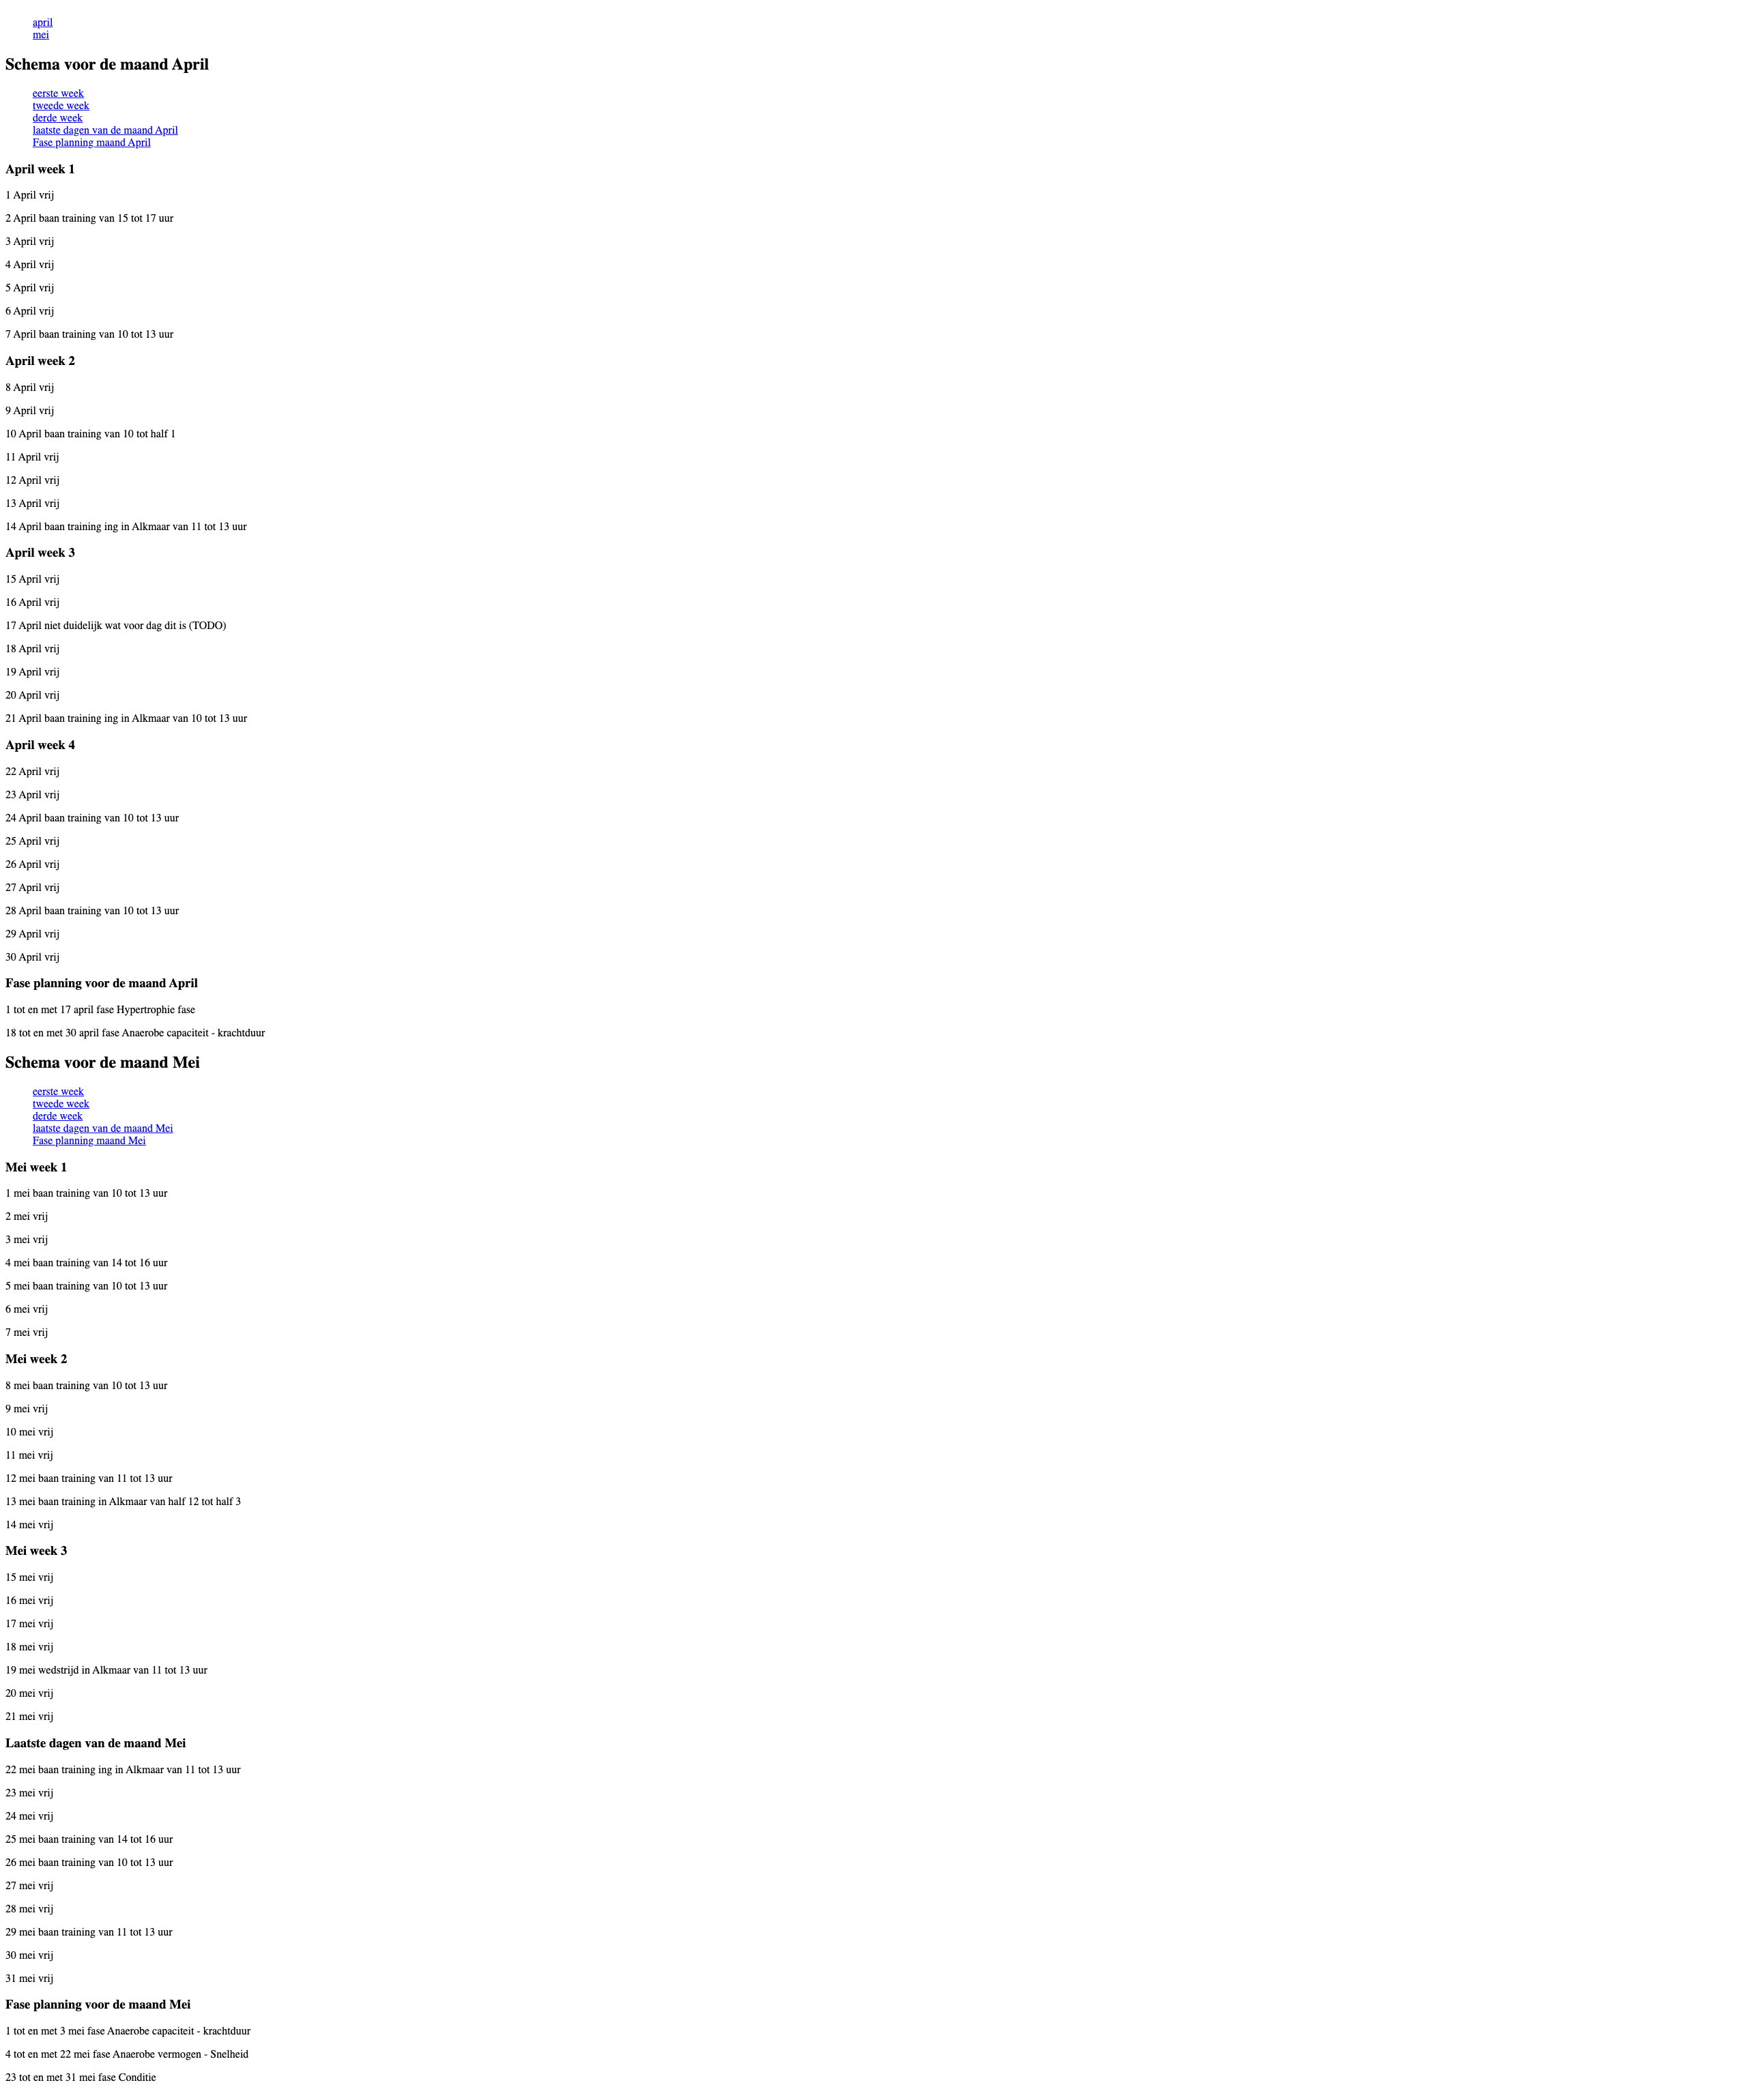 april
mei
Schema voor de maand April
eerste week
tweede week
derde week
laatste dagen van de maand April
Fase planning maand April
April week 1
1 April vrij
2 April baan training van 15 tot 17 uur
3 April vrij
4 April vrij
5 April vrij
6 April vrij
7 April baan training van 10 tot 13 uur
April week 2
8 April vrij
9 April vrij
10 April baan training van 10 tot half 1
11 April vrij
12 April vrij
13 April vrij
14 April baan training ing in Alkmaar van 11 tot 13 uur
April week 3
15 April vrij
16 April vrij
17 April niet duidelijk wat voor dag dit is (TODO)
18 April vrij
19 April vrij
20 April vrij
21 April baan training ing in Alkmaar van 10 tot 13 uur
April week 4
22 April vrij
23 April vrij
24 April baan training van 10 tot 13 uur
25 April vrij
26 April vrij
27 April vrij
28 April baan training van 10 tot 13 uur
29 April vrij
30 April vrij
Fase planning voor de maand April
1 tot en met 17 april fase Hypertrophie fase
18 tot en met 30 april fase Anaerobe capaciteit - krachtduur
Schema voor de maand Mei
eerste week
tweede week
derde week
laatste dagen van de maand Mei
Fase planning maand Mei
Mei week 1
1 mei baan training van 10 tot 13 uur
2 mei vrij
3 mei vrij
4 mei baan training van 14 tot 16 uur
5 mei baan training van 10 tot 13 uur
6 mei vrij
7 mei vrij
Mei week 2
8 mei baan training van 10 tot 13 uur
9 mei vrij
10 mei vrij
11 mei vrij
12 mei baan training van 11 tot 13 uur
13 mei baan training in Alkmaar van half 12 tot half 3
14 mei vrij
Mei week 3
15 mei vrij
16 mei vrij
17 mei vrij
18 mei vrij
19 mei wedstrijd in Alkmaar van 11 tot 13 uur
20 mei vrij
21 mei vrij
Laatste dagen van de maand Mei
22 mei baan training ing in Alkmaar van 11 tot 13 uur
23 mei vrij
24 mei vrij
25 mei baan training van 14 tot 16 uur
26 mei baan training van 10 tot 13 uur
27 mei vrij
28 mei vrij
29 mei baan training van 11 tot 13 uur
30 mei vrij
31 mei vrij
Fase planning voor de maand Mei
1 tot en met 3 mei fase Anaerobe capaciteit - krachtduur
4 tot en met 22 mei fase Anaerobe vermogen - Snelheid
23 tot en met 31 mei fase Conditie